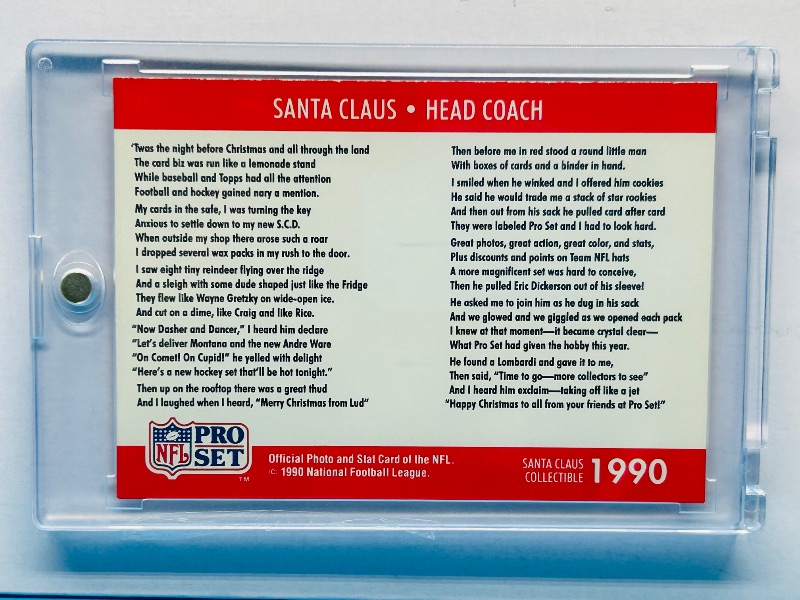 SANTA CLAUS • HEAD COACH
'Twas the night before Christmas and all through the land
The card biz was run like a lemonade stand
While baseball and Topps had all the attention
Football and hockey gained nary a mention.
My cards in the safe, I was turning the key
Anxious to settle down to my new S.C.D.
When outside my shop there arose such a roar
I dropped several wax packs in my rush to the door.
I saw eight tiny reindeer flying over the ridge
And a sleigh with some dude shaped just like the Fridge
They flew like Wayne Gretzky on wide-open ice.
And cut on a dime, like Craig and like Rice.
"Now Dasher and Dancer," I heard him declare
"Let's deliver Montana and the new Andre Ware
"On Comet! On Cupid!" he yelled with delight
"Here's a new hockey set that'll be hot tonight."
Then up on the rooftop there was a great thud
And I laughed when I heard, "Merry Christmas from Lud"
Then before me in red stood a round little man
With boxes of cards and a binder in hand.
I smiled when he winked and I offered him cookies
He said he would trade me a stack of star rookies
And then out from his sack he pulled card after card
They were labeled Pro Set and I had to look hard.
Great photos, great action, great color, and stats,
Plus discounts and points on Team NFL hats
A more magnificent set was hard to conceive,
Then he pulled Eric Dickerson out of his sleeve!
He asked me to join him as he dug in his sack
And we glowed and we giggled as we opened each pack
I knew at that moment—it became crystal clear—
What Pro Set had given the hobby this year.
He found a Lombardi and gave it to me,
Then said, "Time to go—more collectors to see"
And I heard him exclaim—taking off like a jet
"Happy Christmas to all from your friends at Pro Set!"
NFL PRO SET TM
Official Photo and Stat Card of the NFL.
© 1990 National Football League.
SANTA CLAUS
COLLECTIBLE 1990